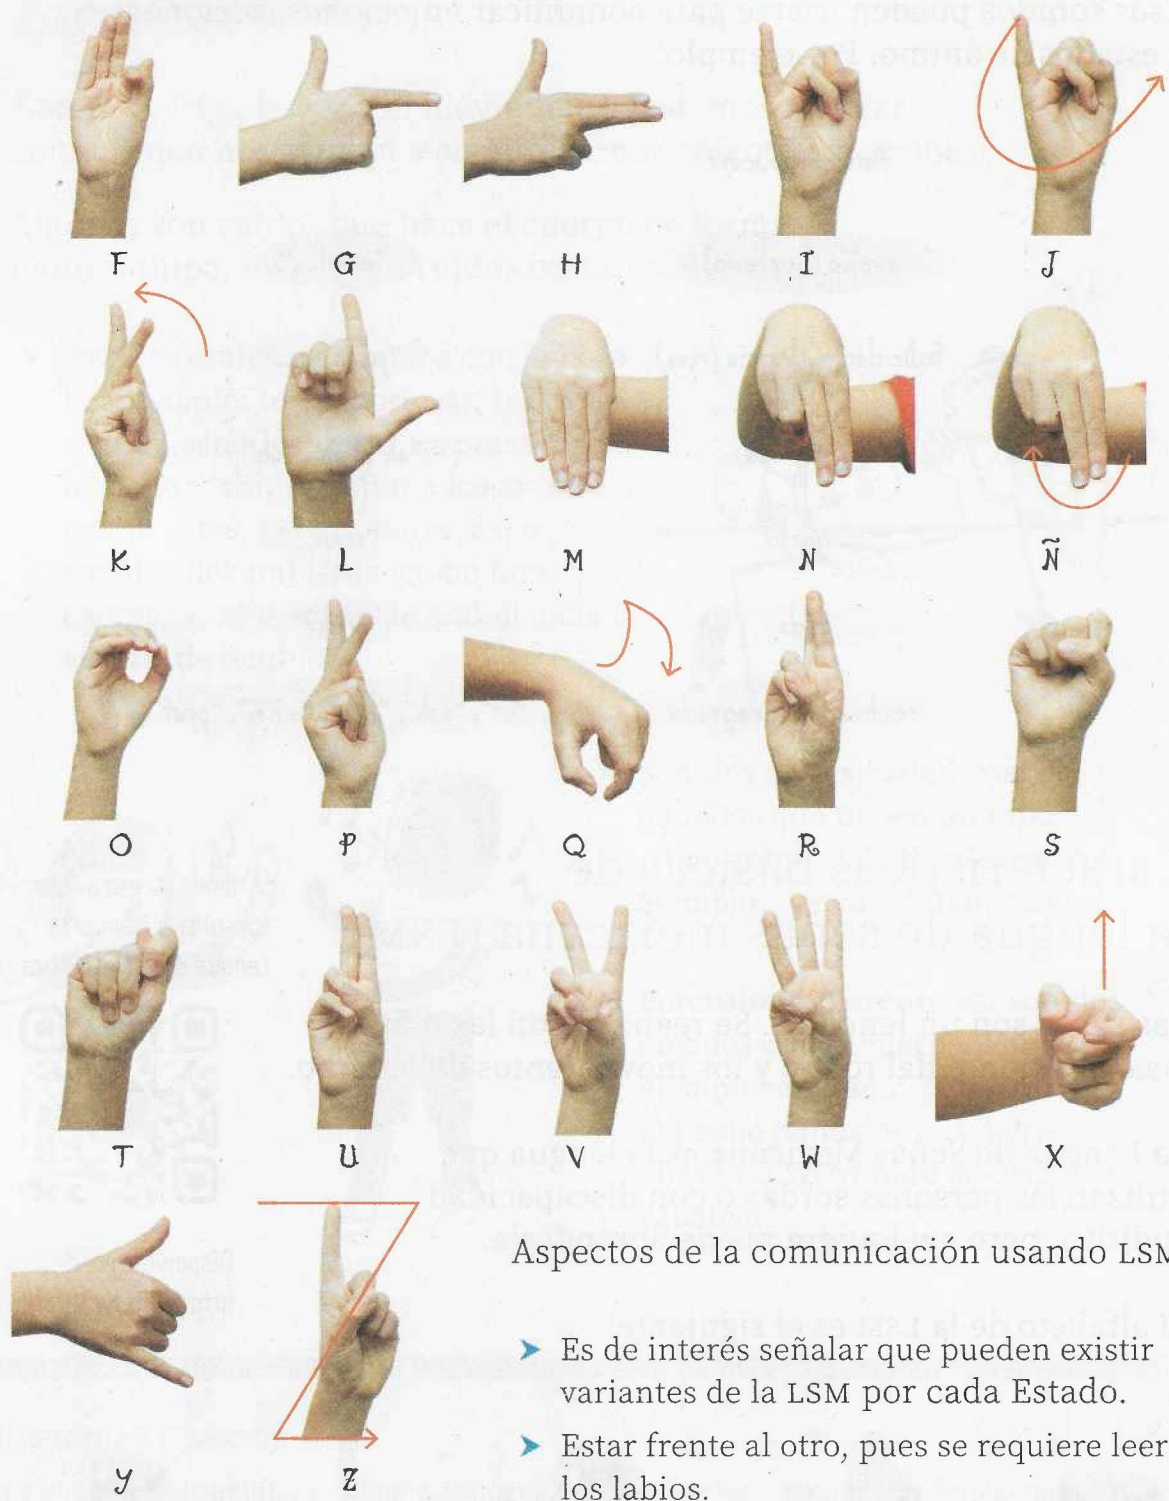 F G H I J
K L M N Ñ
O P Q R S
T U V W X
Y Z
Aspectos de la comunicación usando LSM
Es de interés señalar que pueden existir
variantes de la LSM por cada Estado.
Estar frente al otro, pues se requiere leer
los labios.